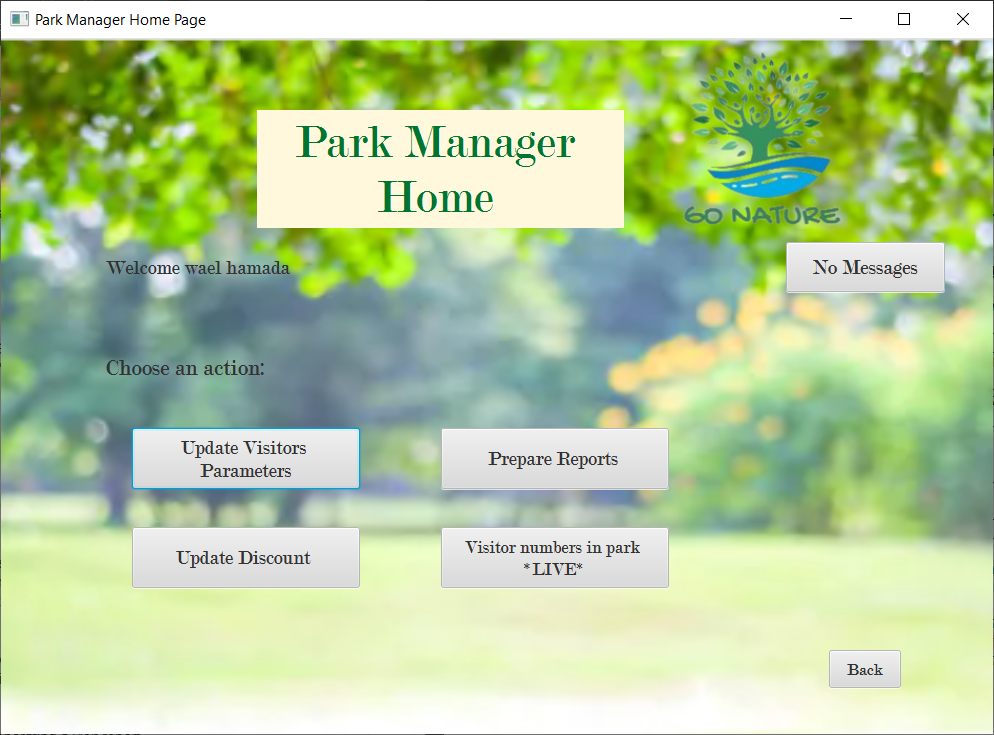 Park Manager Home Page
Park Manager
Home
GO NATURE
Welcome wael hamada
No Messages
Choose an action:
Update Visitors
Parameters
Prepare Reports
Update Discount
Visitor numbers in park
*LIVE*
Back